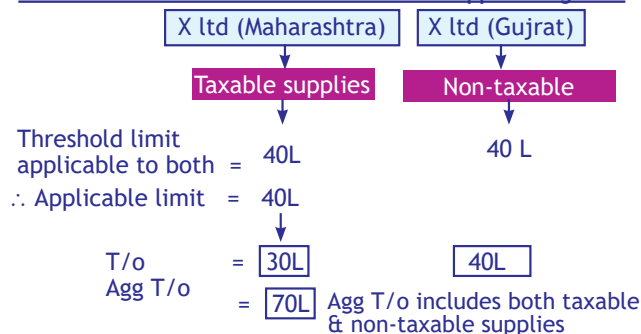 X ltd (Maharashtra) X ltd (Gujrat)
Taxable supplies Non-taxable
Threshold limit
applicable to both = 40L 40 L
∴ Applicable limit = 40L
T/o = 30L 40L
Agg T/o = 70L Agg T/o includes both taxable
& non-taxable supplies